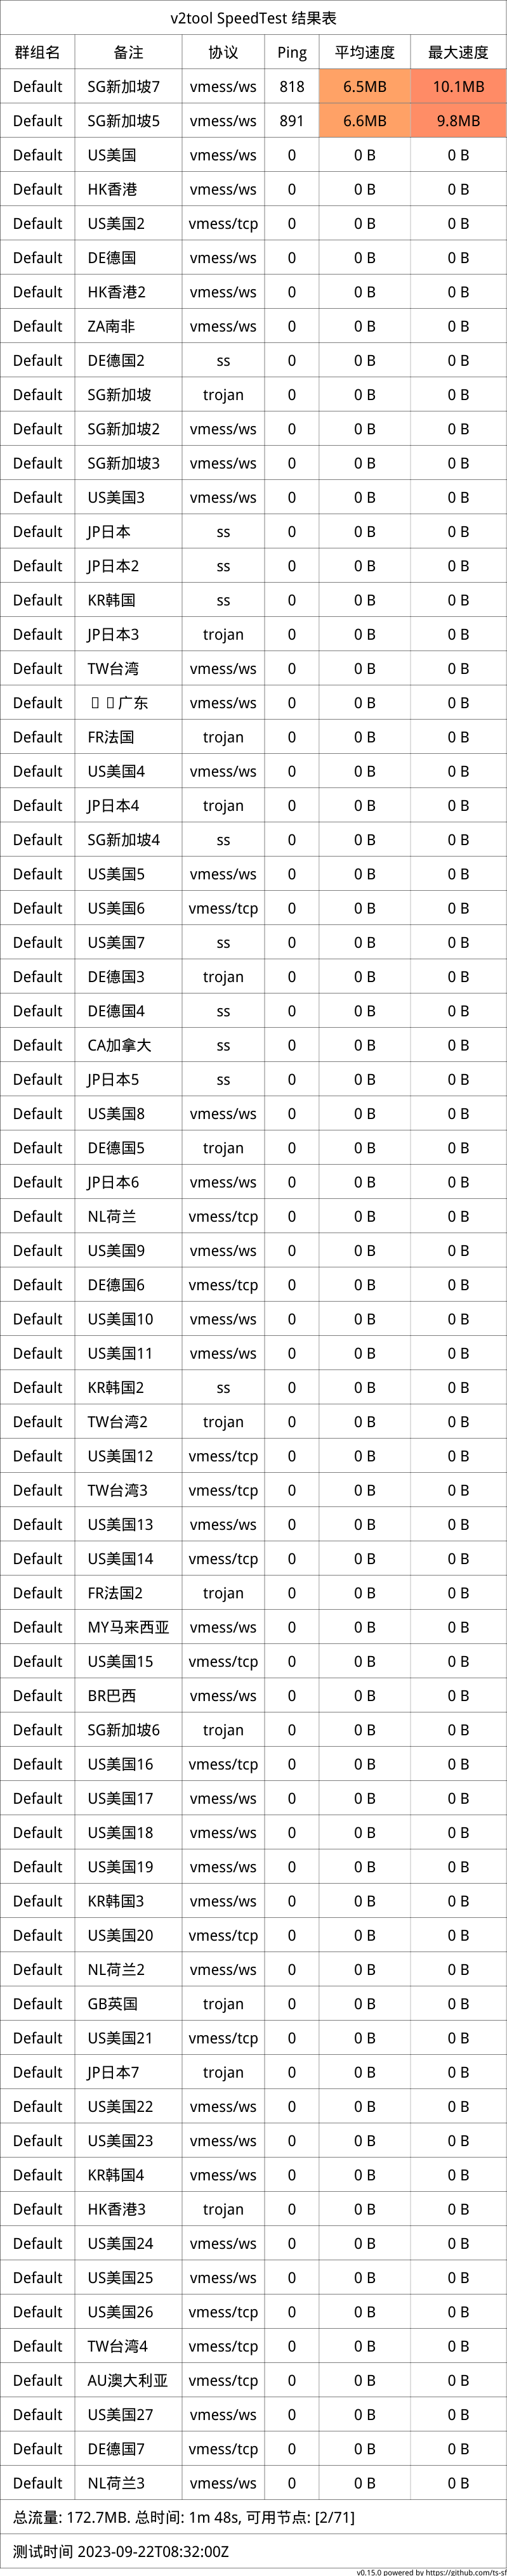 v2tool SpeedTest 结果表
群组名 备注 协议 Ping 平均速度 最大速度
Default SG新加坡7 vmess/ws 818 6.5MB 10.1MB
Default SG新加坡5 vmess/ws 891 6.6MB 9.8MB
Default US美国 vmess/ws 0 0 B 0 B
Default HK香港 vmess/ws 0 0 B 0 B
Default US美国2 vmess/tcp 0 0 B 0 B
Default DE德国 vmess/ws 0 0 B 0 B
Default HK香港2 vmess/ws 0 0 B 0 B
Default ZA南非 vmess/ws 0 0 B 0 B
Default DE德国2 ss 0 0 B 0 B
Default SG新加坡 trojan 0 0 B 0 B
Default SG新加坡2 vmess/ws 0 0 B 0 B
Default SG新加坡3 vmess/ws 0 0 B 0 B
Default US美国3 vmess/ws 0 0 B 0 B
Default JP日本 ss 0 0 B 0 B
Default JP日本2 ss 0 0 B 0 B
Default KR韩国 ss 0 0 B 0 B
Default JP日本3 trojan 0 0 B 0 B
Default TW台湾 vmess/ws 0 0 B 0 B
Default 广东 vmess/ws 0 0 B 0 B
Default FR法国 trojan 0 0 B 0 B
Default US美国4 vmess/ws 0 0 B 0 B
Default JP日本4 trojan 0 0 B 0 B
Default SG新加坡4 ss 0 0 B 0 B
Default US美国5 vmess/ws 0 0 B 0 B
Default US美国6 vmess/tcp 0 0 B 0 B
Default US美国7 ss 0 0 B 0 B
Default DE德国3 trojan 0 0 B 0 B
Default DE德国4 ss 0 0 B 0 B
Default CA加拿大 ss 0 0 B 0 B
Default JP日本5 ss 0 0 B 0 B
Default US美国8 vmess/ws 0 0 B 0 B
Default DE德国5 trojan 0 0 B 0 B
Default JP日本6 vmess/ws 0 0 B 0 B
Default NL荷兰 vmess/tcp 0 0 B 0 B
Default US美国9 vmess/ws 0 0 B 0 B
Default DE德国6 vmess/tcp 0 0 B 0 B
Default US美国10 vmess/ws 0 0 B 0 B
Default US美国11 vmess/ws 0 0 B 0 B
Default KR韩国2 ss 0 0 B 0 B
Default TW台湾2 trojan 0 0 B 0 B
Default US美国12 vmess/tcp 0 0 B 0 B
Default TW台湾3 vmess/tcp 0 0 B 0 B
Default US美国13 vmess/ws 0 0 B 0 B
Default US美国14 vmess/tcp 0 0 B 0 B
Default FR法国2 trojan 0 0 B 0 B
Default MY马来西亚 vmess/ws 0 0 B 0 B
Default US美国15 vmess/tcp 0 0 B 0 B
Default BR巴西 vmess/ws 0 0 B 0 B
Default SG新加坡6 trojan 0 0 B 0 B
Default US美国16 vmess/tcp 0 0 B 0 B
Default US美国17 vmess/ws 0 0 B 0 B
Default US美国18 vmess/ws 0 0 B 0 B
Default US美国19 vmess/ws 0 0 B 0 B
Default KR韩国3 vmess/ws 0 0 B 0 B
Default US美国20 vmess/tcp 0 0 B 0 B
Default NL荷兰2 vmess/ws 0 0 B 0 B
Default GB英国 trojan 0 0 B 0 B
Default US美国21 vmess/tcp 0 0 B 0 B
Default JP日本7 trojan 0 0 B 0 B
Default US美国22 vmess/ws 0 0 B 0 B
Default US美国23 vmess/ws 0 0 B 0 B
Default KR韩国4 vmess/ws 0 0 B 0 B
Default HK香港3 trojan 0 0 B 0 B
Default US美国24 vmess/ws 0 0 B 0 B
Default US美国25 vmess/ws 0 0 B 0 B
Default US美国26 vmess/tcp 0 0 B 0 B
Default TW台湾4 vmess/tcp 0 0 B 0 B
Default AU澳大利亚 vmess/tcp 0 0 B 0 B
Default US美国27 vmess/ws 0 0 B 0 B
Default DE德国7 vmess/tcp 0 0 B 0 B
Default NL荷兰3 vmess/ws 0 0 B 0 B
总流量: 172.7MB. 总时间: 1m 48s, 可用节点: [2/71]
测试时间 2023-09-22T08:32:00Z
v0.15.0 powered by https://github.com/ts-sf